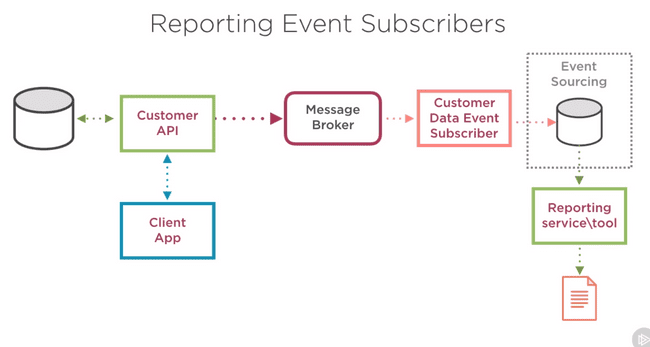 Reporting Event Subscribers
Event
Sourcing
Customer
API
Message
Broker
Customer
Data Event
Subscriber
Client
App
Reporting
service\tool